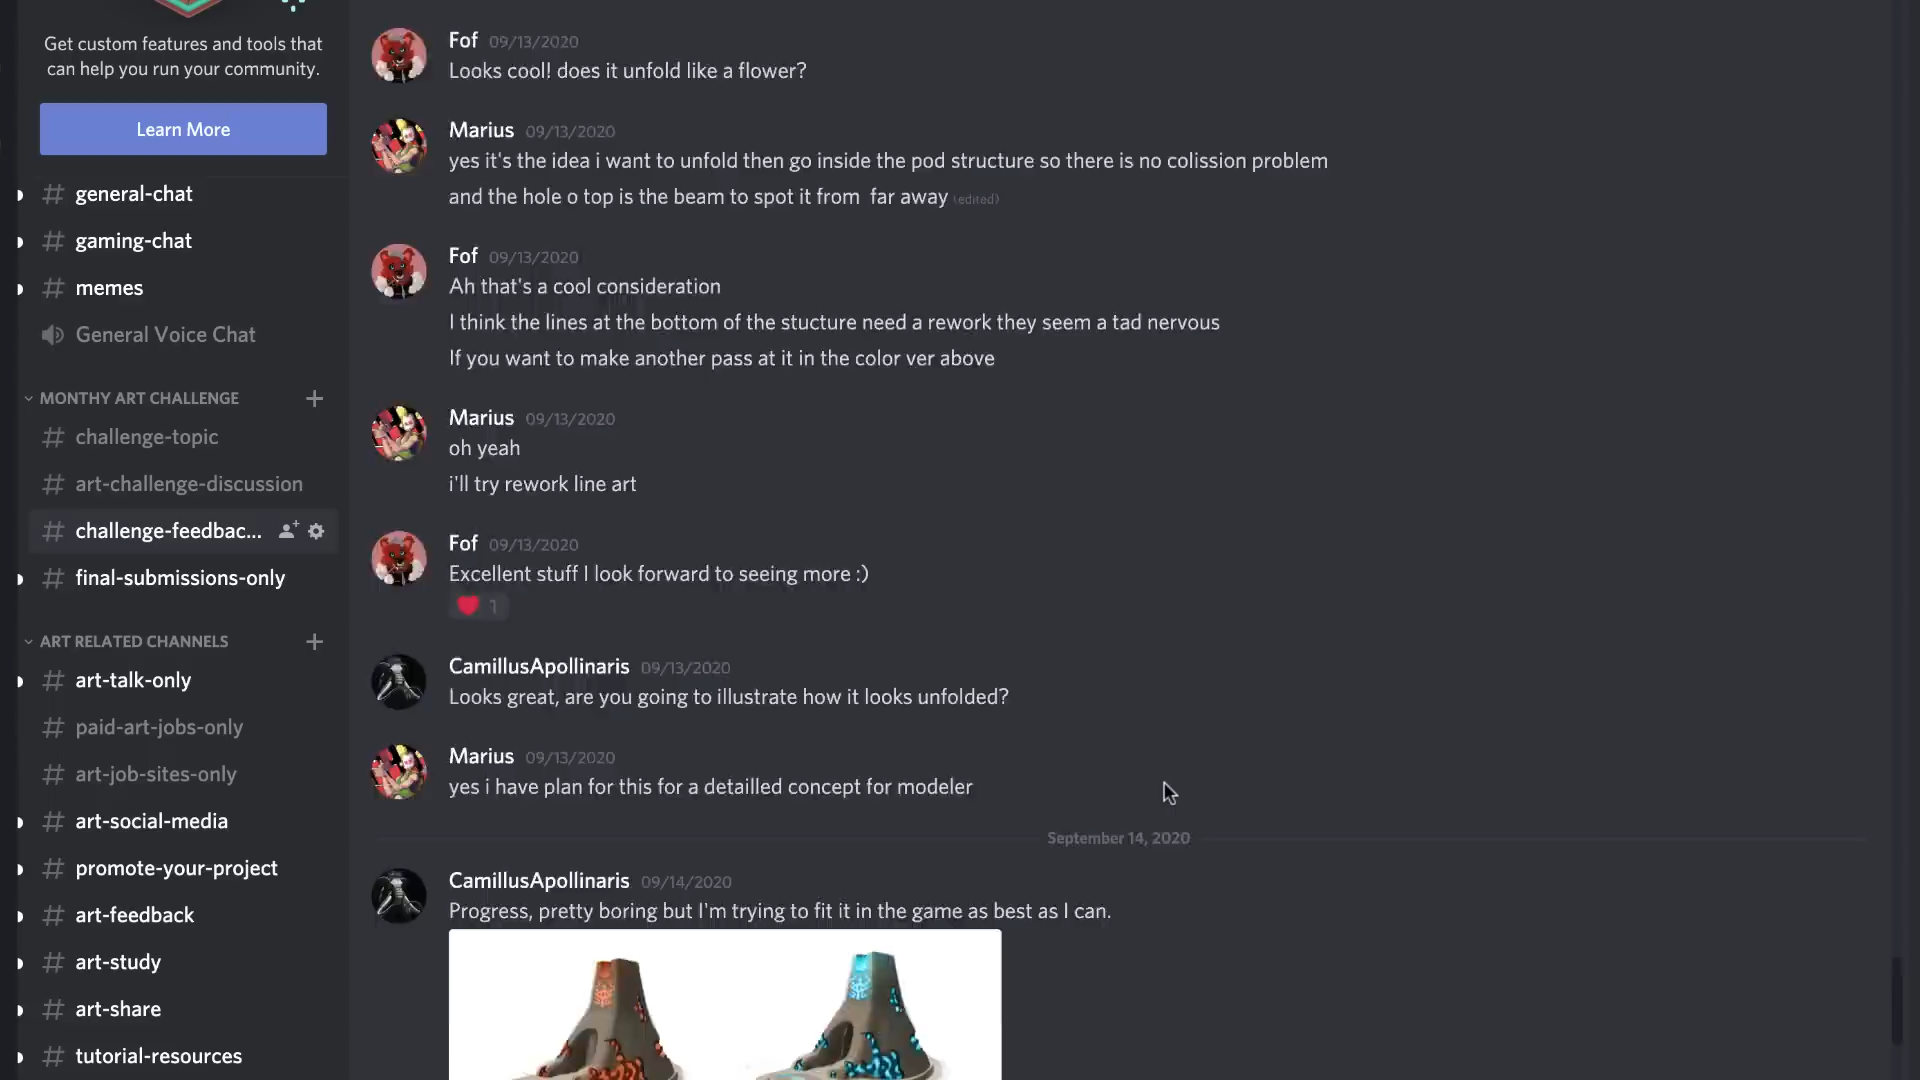 Get custom features and tools that
can help you run your community.
Learn More
# general-chat
# gaming-chat
# memes
General Voice Chat
MONTHY ART CHALLENGE +
# challenge-topic
# art-challenge-discussion
# challenge-feedbac...
# final-submissions-only
ART RELATED CHANNELS +
# art-talk-only
# paid-art-jobs-only
# art-job-sites-only
# art-social-media
# promote-your-project
# art-feedback
# art-study
# art-share
# tutorial-resources
Fof 09/13/2020
Looks cool! does it unfold like a flower?
Marius 09/13/2020
yes it's the idea i want to unfold then go inside the pod structure so there is no colission problem
and the hole o top is the beam to spot it from far away (edited)
Fof 09/13/2020
Ah that's a cool consideration
I think the lines at the bottom of the stucture need a rework they seem a tad nervous
If you want to make another pass at it in the color ver above
Marius 09/13/2020
oh yeah
i'll try rework line art
Fof 09/13/2020
Excellent stuff I look forward to seeing more :)
❤️ 1
CamillusApollinaris 09/13/2020
Looks great, are you going to illustrate how it looks unfolded?
Marius 09/13/2020
yes i have plan for this for a detailled concept for modeler
September 14, 2020
CamillusApollinaris 09/14/2020
Progress, pretty boring but I'm trying to fit it in the game as best as I can.